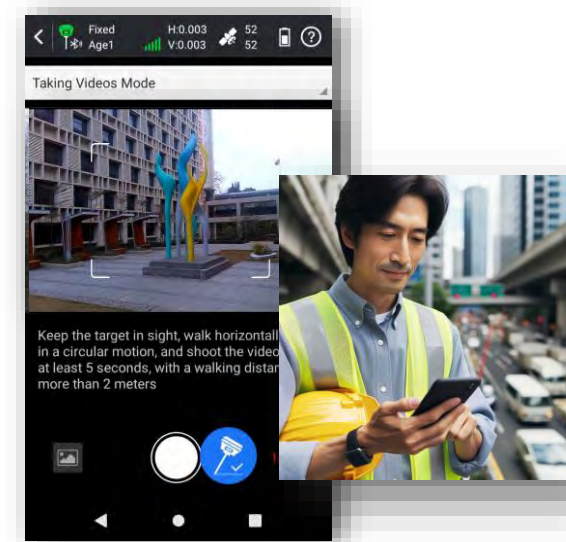 Fixed H:0.003 52
Age1 V:0.003 52
Taking Videos Mode
Keep the target in sight, walk horizontall
in a circular motion, and shoot the video
at least 5 seconds, with a walking distan
more than 2 meters